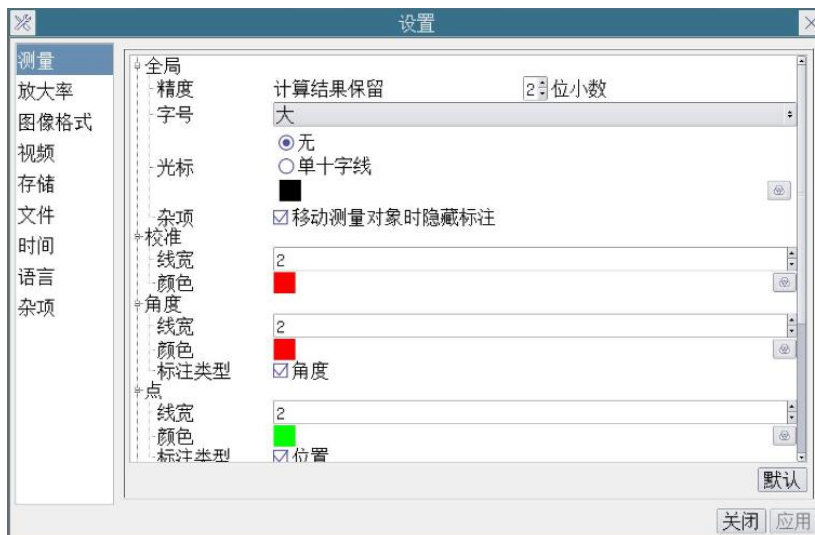 设置
测量
放大率
图像格式
视频
存储
文件
时间
语言
杂项
全局
精度 计算结果保留 2 位小数
字号 大
光标 无
单十字线
杂项 移动测量对象时隐藏标注
校准
线宽 2
颜色
角度
线宽 2
颜色
标注类型 角度
点
线宽 2
颜色
标注类型 位置
默认
关闭 应用